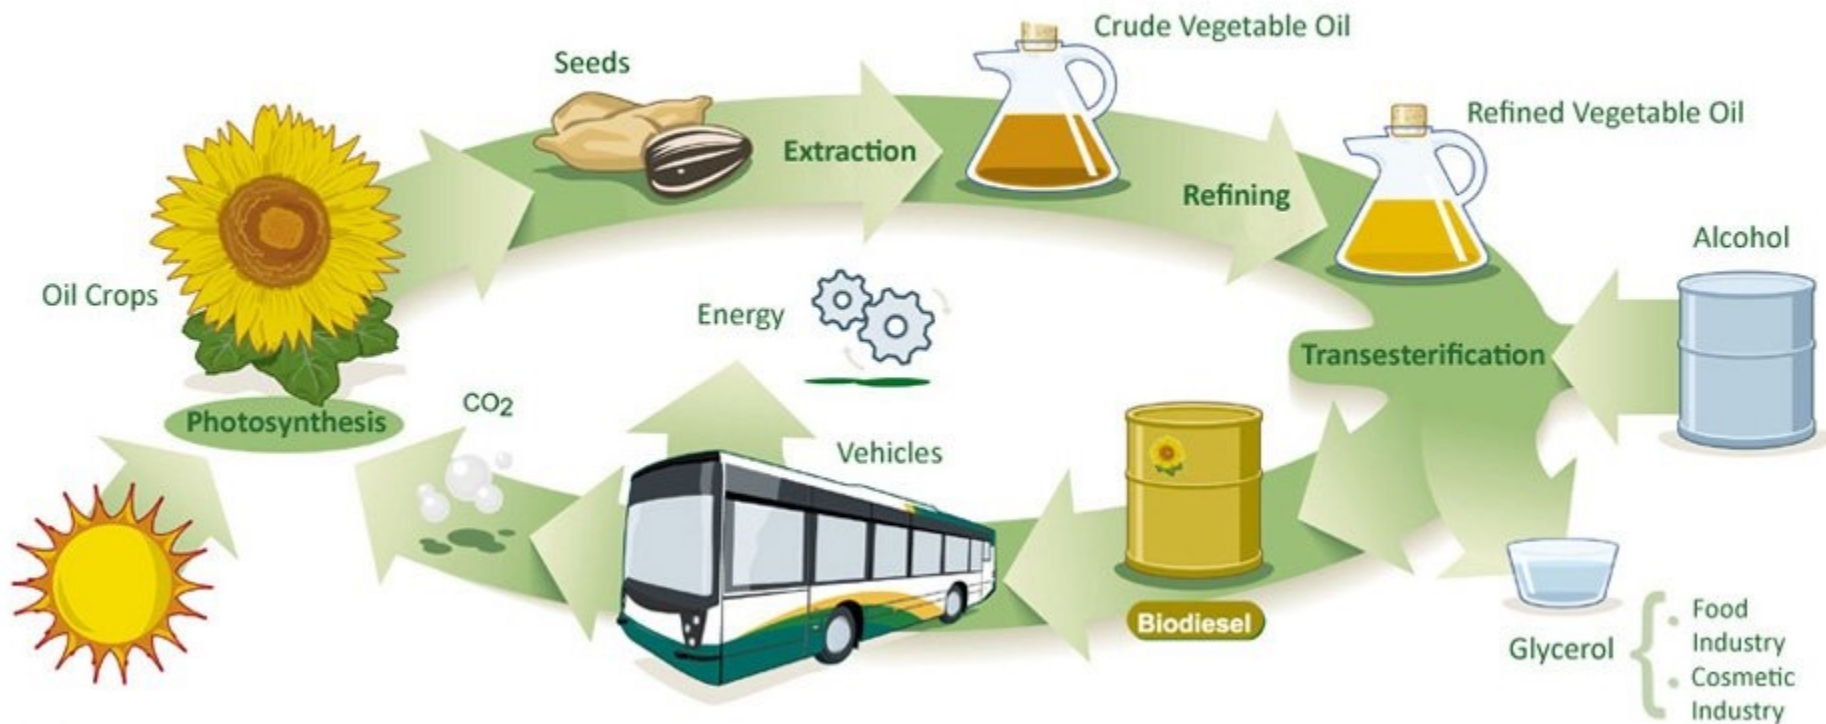 Crude Vegetable Oil
Seeds
Refined Vegetable Oil
Extraction
Refining
Alcohol
Oil Crops
Energy
Transesterification
Photosynthesis
CO2
Vehicles
Biodiesel
Glycerol
• Food
Industry
• Cosmetic
Industry